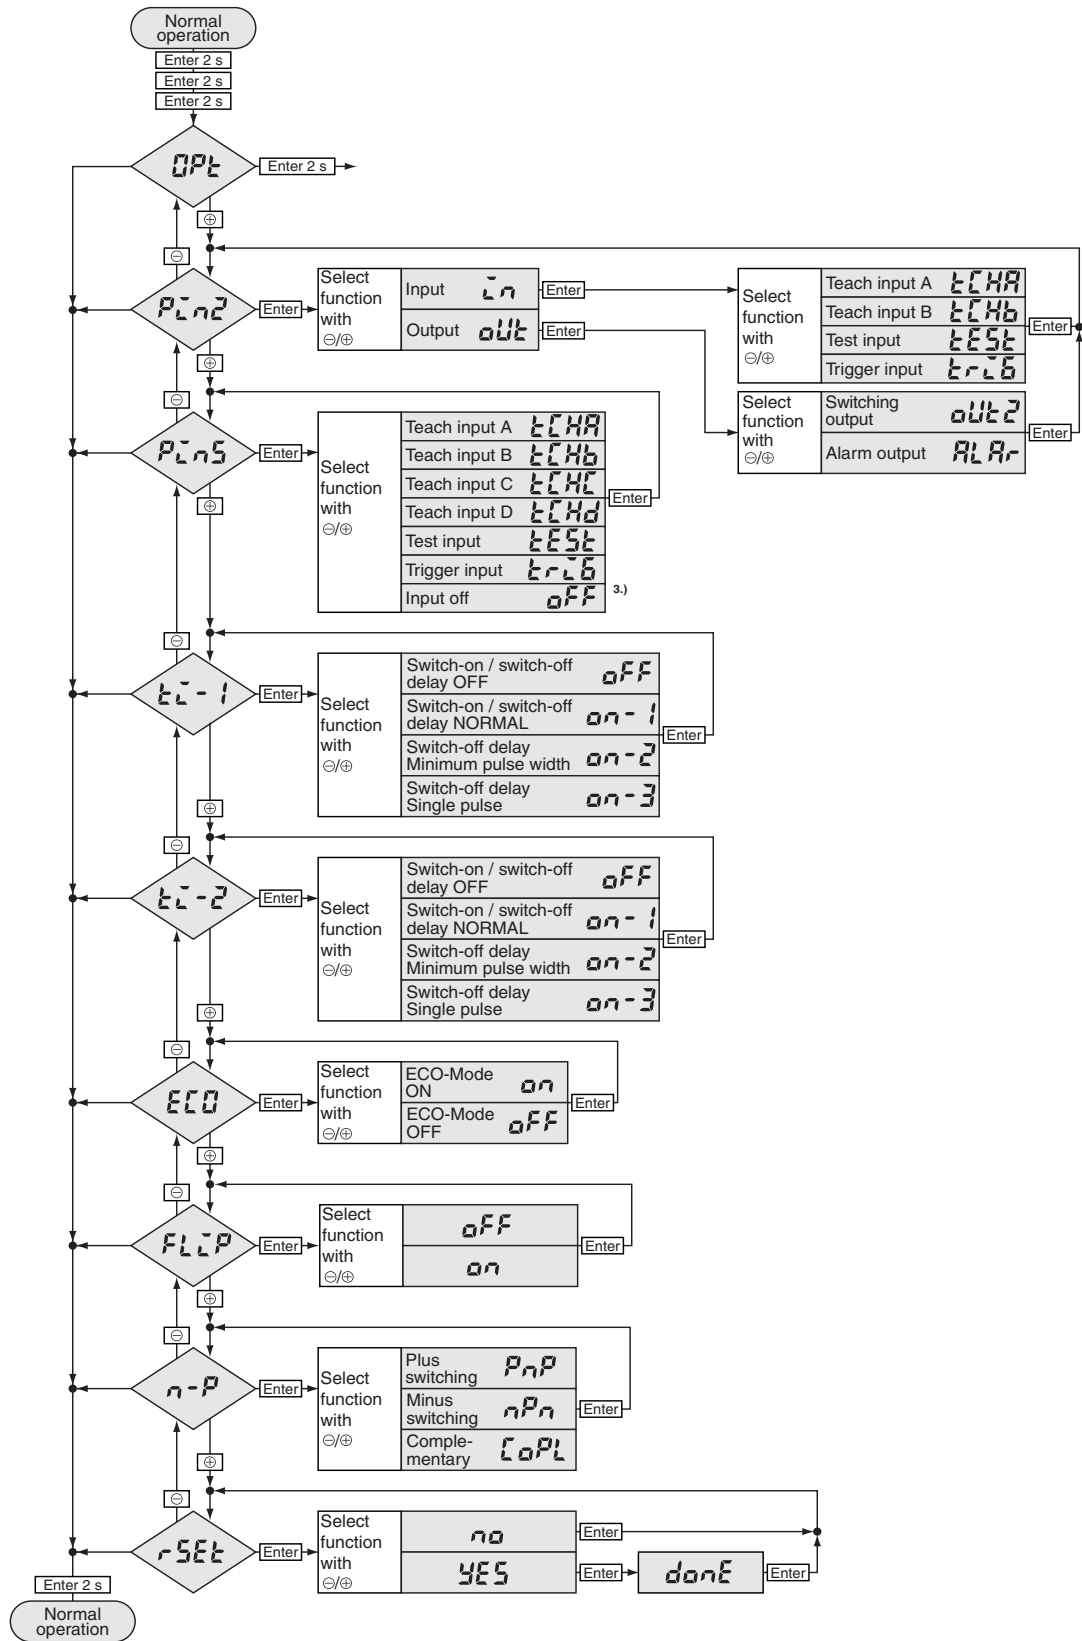 Normal
operation
Enter 2 s
Enter 2 s
Enter 2 s
OPt
Enter 2 s
⊕
⊖
Pin2
Enter
Select
function
with
⊖/⊕
Input
in
Enter
Output
oUt
Enter
Select
function
with
⊖/⊕
Teach input A
tCHA
Teach input B
tCHb
Test input
tESt
Trigger input
triG
Enter
Select
function
with
⊖/⊕
Switching
output
oUt2
Alarm output
ALAr
Enter
⊕
⊖
Pin5
Enter
Select
function
with
⊖/⊕
Teach input A
tCHA
Teach input B
tCHb
Teach input C
tCHC
Teach input D
tCHd
Test input
tESt
Trigger input
triG
Input off
oFF
Enter
3.)
⊕
⊖
ti-1
Enter
Select
function
with
⊖/⊕
Switch-on / switch-off
delay OFF
oFF
Switch-on / switch-off
delay NORMAL
on-1
Switch-off delay
Minimum pulse width
on-2
Switch-off delay
Single pulse
on-3
Enter
⊕
⊖
ti-2
Enter
Select
function
with
⊖/⊕
Switch-on / switch-off
delay OFF
oFF
Switch-on / switch-off
delay NORMAL
on-1
Switch-off delay
Minimum pulse width
on-2
Switch-off delay
Single pulse
on-3
Enter
⊕
⊖
ECO
Enter
Select
function
with
⊖/⊕
ECO-Mode
ON
on
ECO-Mode
OFF
oFF
Enter
⊕
⊖
FLiP
Enter
Select
function
with
⊖/⊕
oFF
on
Enter
⊕
⊖
n-P
Enter
Select
function
with
⊖/⊕
Plus
switching
PnP
Minus
switching
nPn
Comple-
mentary
CoPL
Enter
⊕
⊖
rSEt
Enter
Select
function
with
⊖/⊕
no
Enter
YES
Enter
donE
Enter
Enter 2 s
Normal
operation